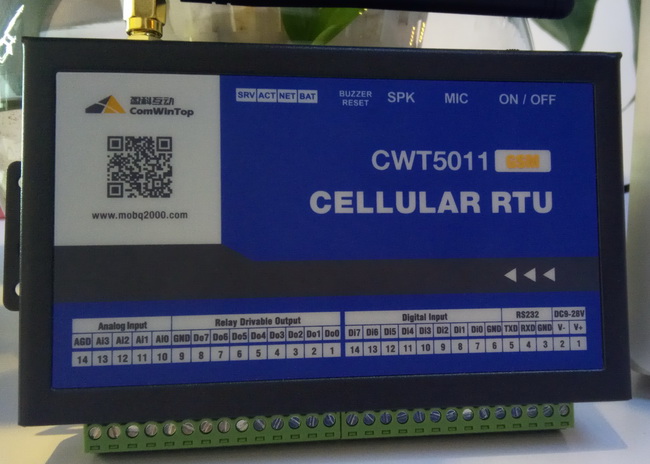 盈科互动
ComWinTop
www.mobq2000.com
SRV ACT NET BAT
BUZZER
RESET
SPK
MIC
ON / OFF
CWT5011 GSM
CELLULAR RTU
Analog Input Relay Drivable Output
AGD Ai3 Ai2 Ai1 Ai0 GND Do7 Do6 Do5 Do4 Do3 Do2 Do1 Do0
14 13 12 11 10 9 8 7 6 5 4 3 2 1
Digital Input RS232 DC9-28V
Di7 Di6 Di5 Di4 Di3 Di2 Di1 Di0 GND TXD RXD GND V- V+
14 13 12 11 10 9 8 7 6 5 4 3 2 1